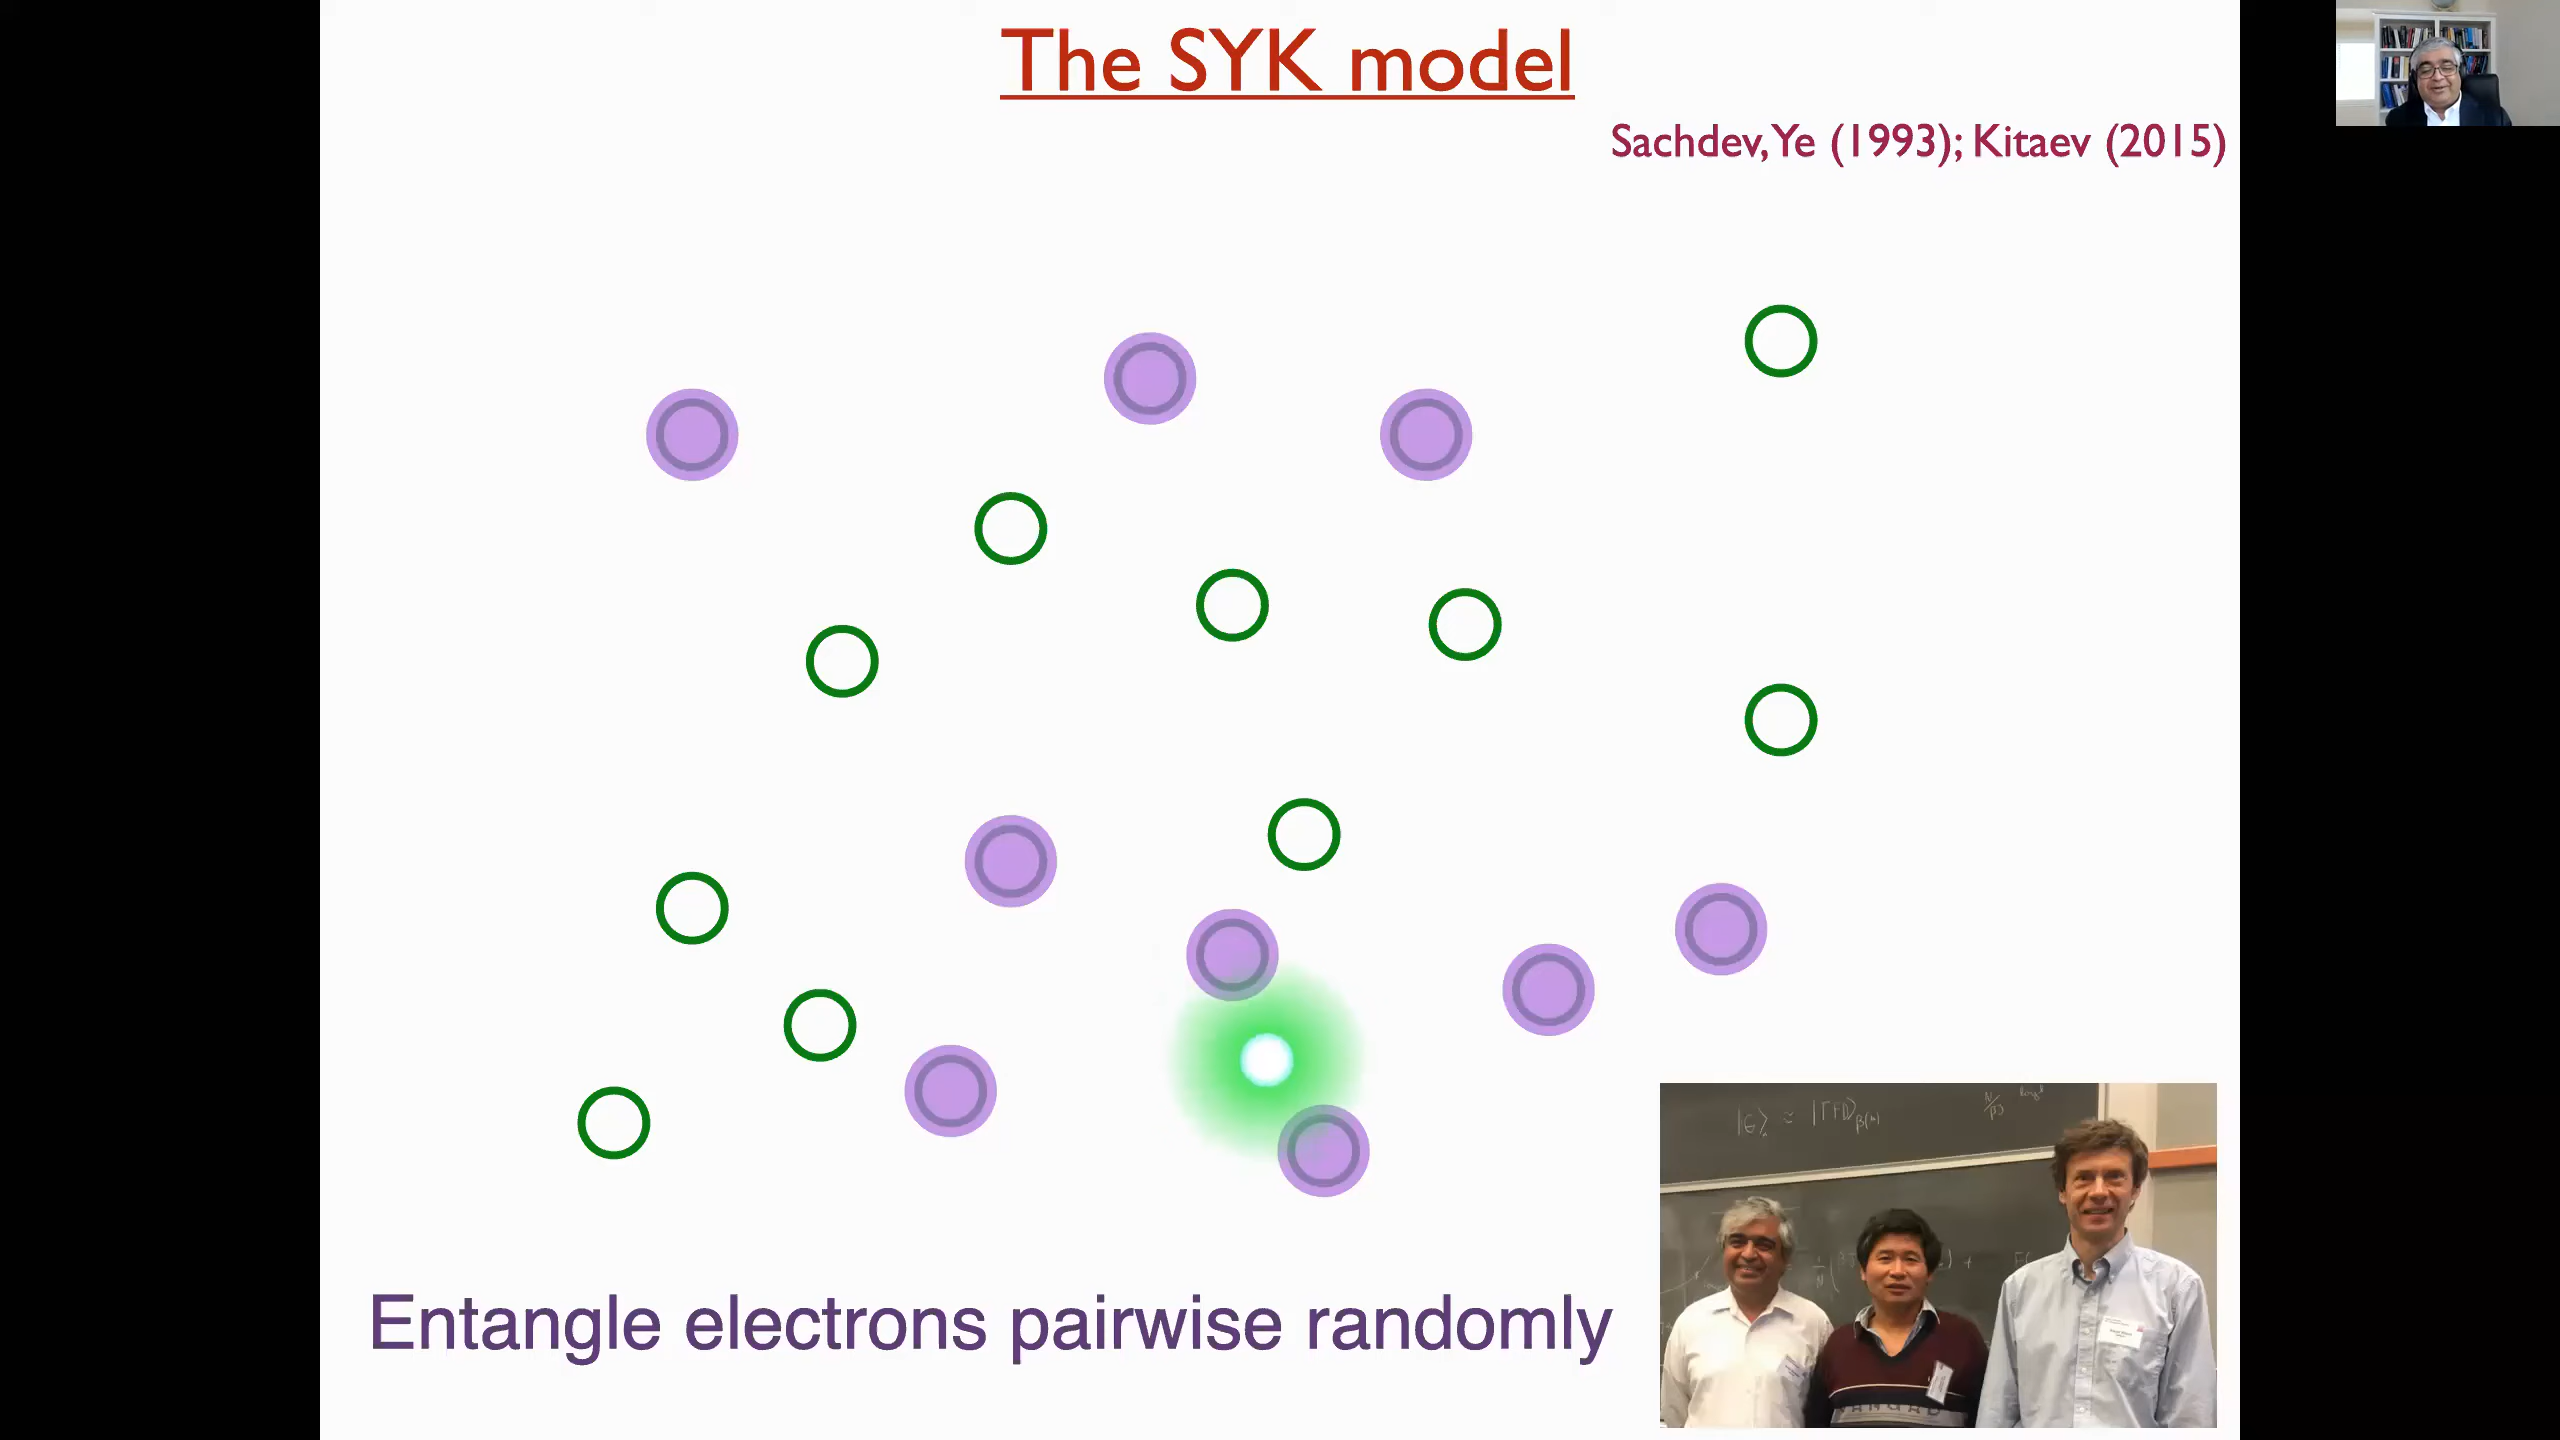 The SYK model
Sachdev, Ye (1993); Kitaev (2015)
Entangle electrons pairwise randomly